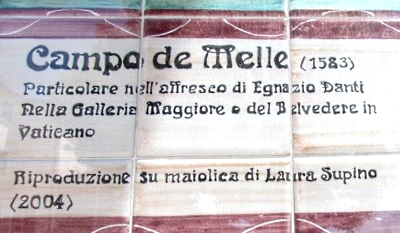 Campo de Melle (1583)
Particolare nell'affresco di Egnazio Danti
Nella Galleria Maggiore o del Belvedere in
Vaticano
Riproduzione su maiolica di Laura Supino
(2004)